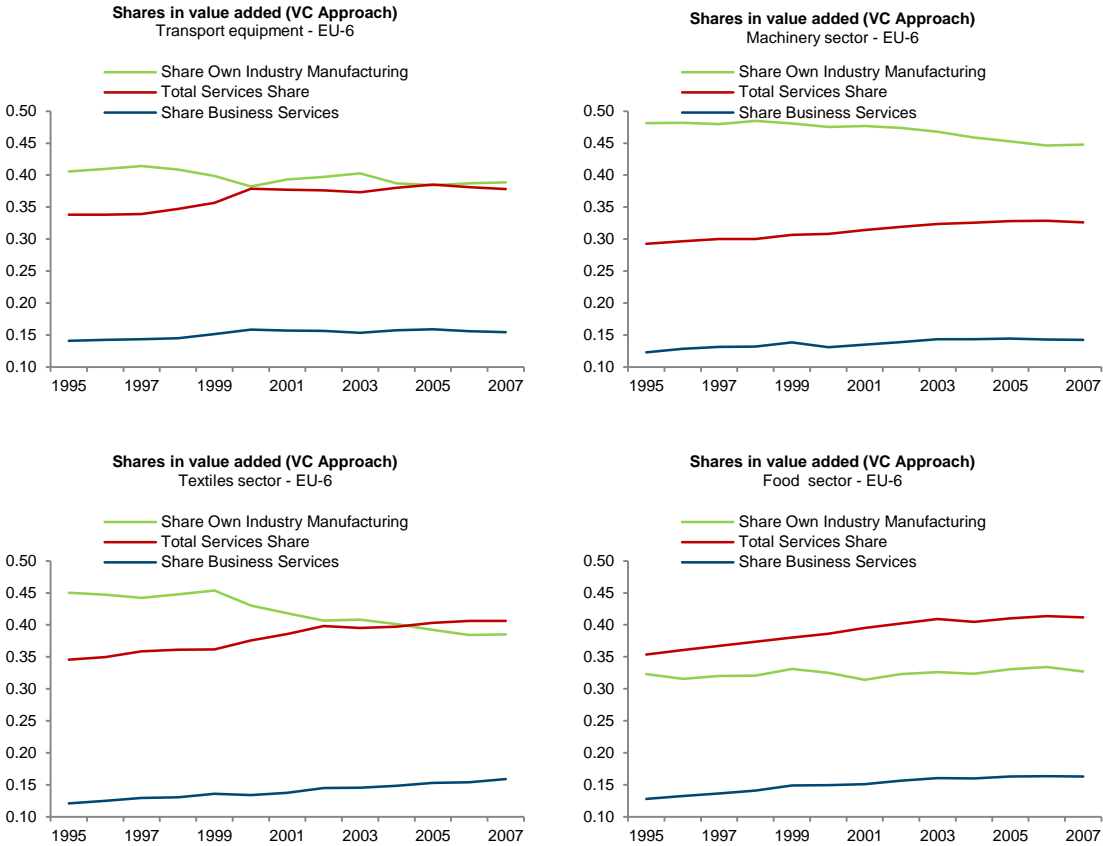 Shares in value added (VC Approach)
Transport equipment - EU-6
Share Own Industry Manufacturing
Total Services Share
Share Business Services
0.50
0.45
0.40
0.35
0.30
0.25
0.20
0.15
0.10
1995 1997 1999 2001 2003 2005 2007
Shares in value added (VC Approach)
Machinery sector - EU-6
Share Own Industry Manufacturing
Total Services Share
Share Business Services
0.50
0.45
0.40
0.35
0.30
0.25
0.20
0.15
0.10
1995 1997 1999 2001 2003 2005 2007
Shares in value added (VC Approach)
Textiles sector - EU-6
Share Own Industry Manufacturing
Total Services Share
Share Business Services
0.50
0.45
0.40
0.35
0.30
0.25
0.20
0.15
0.10
1995 1997 1999 2001 2003 2005 2007
Shares in value added (VC Approach)
Food sector - EU-6
Share Own Industry Manufacturing
Total Services Share
Share Business Services
0.50
0.45
0.40
0.35
0.30
0.25
0.20
0.15
0.10
1995 1997 1999 2001 2003 2005 2007